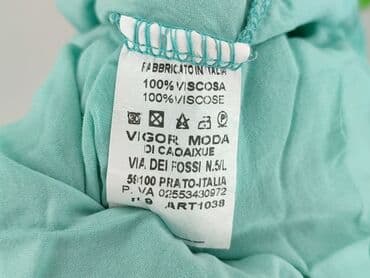 FABBRICATO IN ITALIA
100% VISCOSA
100% VISCOSE
VIGOR MODA
DI CAOAIXUE
VIA DEI FOSSI N.5/L
59100 PRATO-ITALIA
P. IVA 02553430972
ART1038